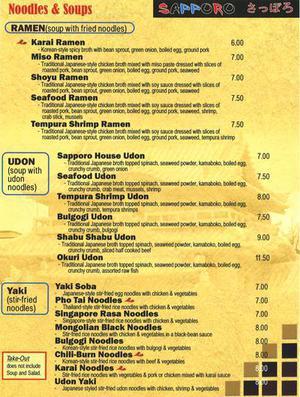 Noodles & Soups
SAPPORO さっぽろ
RAMEN(soup with fried noodles)
Karai Ramen 6.00
- Korean-style spicy broth with bean sprout, green onion, boiled egg, ground pork
Miso Ramen 7.00
- Traditional Japanese-style chicken broth mixed with miso paste dressed with slices of
roasted pork, bean sprout, green onion, boiled egg, ground pork, seaweed
Shoyu Ramen 7.00
- Traditional Japanese-style chicken broth mixed with soy sauce dressed with slices of
roasted pork, bean sprout, green onion, boiled egg, ground pork, seaweed
Seafood Ramen 7.50
- Traditional Japanese-style chicken broth mixed with soy sauce dressed with slices of
roasted pork, bean sprout, green onion, boiled egg, ground pork, seaweed, mussels,
shrimp, crab stick
Tempura Shrimp Ramen 7.50
- Traditional Japanese-style chicken broth mixed with soy sauce dressed with slices of
roasted pork, bean sprout, green onion, boiled egg, ground pork, seaweed, tempura shrimp
UDON
(soup with
udon
noodles)
Sapporo House Udon 7.00
- Traditional Japanese broth topped spinach, seaweed powder, kamaboko, boiled egg,
crunchy crumb, green onion
Seafood Udon 7.50
- Traditional Japanese broth topped spinach, seaweed powder, kamaboko, boiled egg,
crunchy crumb, crab meat, mussels, shrimp
Tempura Shrimp Udon 8.00
- Traditional Japanese broth topped spinach, seaweed powder, kamaboko, boiled egg,
crunchy crumb, tempura shrimps
Bulgogi Udon 7.50
- Traditional Japanese broth topped spinach, seaweed powder, kamaboko, boiled egg,
crunchy crumb, bulgogi
Shabu Shabu Udon 9.00
- Traditional Japanese broth topped spinach, seaweed powder, kamaboko, boiled egg,
crunchy crumb, sliced half cooked beef
Okuri Udon 11.50
- Traditional Japanese broth topped spinach, seaweed powder, kamaboko, boiled egg,
crunchy crumb, assorted raw fish
Yaki
(stir-fried
noodles)
Yaki Soba 7.00
- Japanese-style stir-fried egg noodles with chicken & vegetables
Pho Tai Noodles 8.00
- Thailand-style stir-fried rice noodles with chicken & vegetables
Singapore Rasa Noodles 8.00
- Singapore-style stir-fried rice noodles with chicken & vegetables
Mongolian Black Noodles 8.00
- Stir-fried rice noodles with chicken & vegetables in a black-bean sauce
Bulgogi Noodles 8.00
- Korean-style stir-fried rice noodles with bulgogi & vegetables
Chili-Burn Noodles 8.00
- Korean-style stir-fried rice noodles with beef & vegetables
Karai Noodles 8.00
- Stir-fried rice noodles with vegetables & pork or chicken mixed with karai sauce
Udon Yaki 8.00
- Japanese styled stir-fried udon noodles with chicken, shrimp & vegetables
Take-Out
does not include
Soup and Salad.